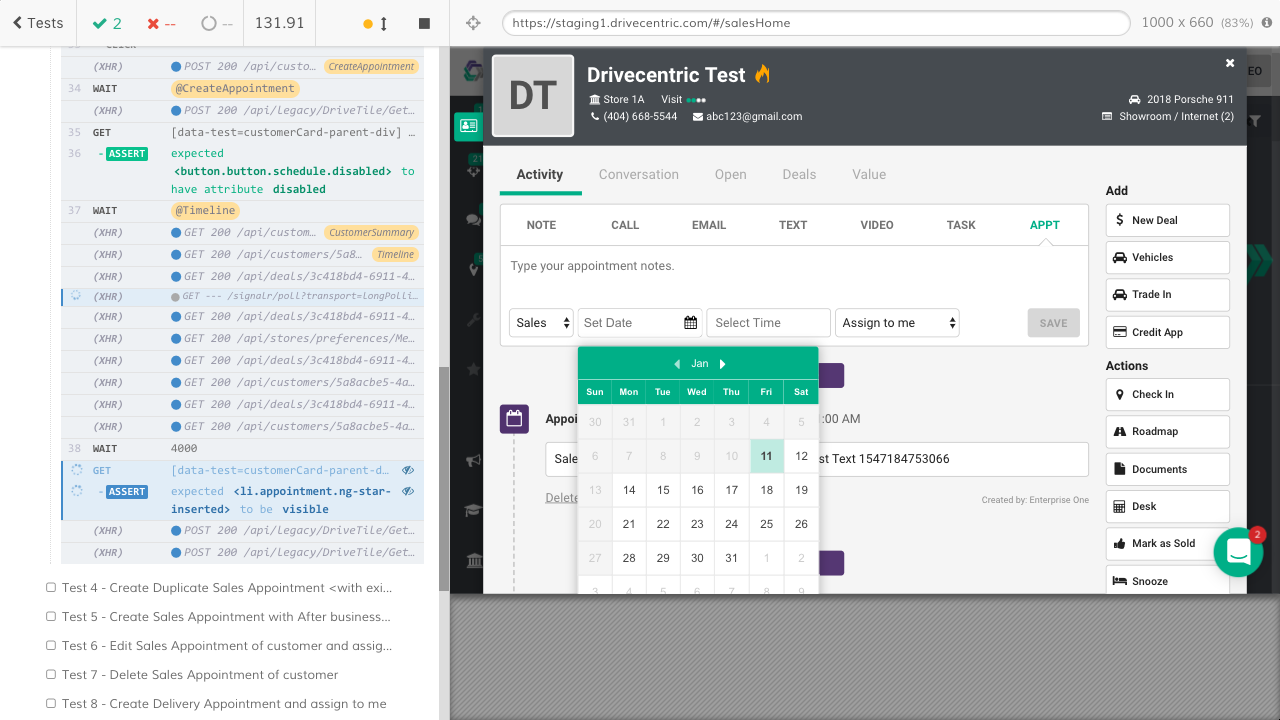 Tests
2
--
--
131.91
https://staging1.drivecentric.com/#/salesHome
1000 x 660 (83%)
(XHR) POST 200 /api/custo... CreateAppointment
34 WAIT @CreateAppointment
(XHR) POST 200 /api/legacy/DriveTile/Get...
35 GET [data-test=customerCard-parent-div] ...
36 - ASSERT expected
<button.button.schedule.disabled> to
have attribute disabled
37 WAIT @Timeline
(XHR) GET 200 /api/custom... CustomerSummary
(XHR) GET 200 /api/customers/5a8... Timeline
(XHR) GET 200 /api/deals/3c418bd4-6911-4...
(XHR) GET --- /signalr/poll?transport=LongPolli...
(XHR) GET 200 /api/deals/3c418bd4-6911-4...
(XHR) GET 200 /api/stores/preferences/Me...
(XHR) GET 200 /api/deals/3c418bd4-6911-4...
(XHR) GET 200 /api/customers/5a8acbe5-4a...
(XHR) GET 200 /api/deals/3c418bd4-6911-4...
(XHR) GET 200 /api/customers/5a8acbe5-4a...
38 WAIT 4000
GET [data-test=customerCard-parent-d...
- ASSERT expected <li.appointment.ng-star-
inserted> to be visible
(XHR) POST 200 /api/legacy/DriveTile/Get...
(XHR) POST 200 /api/legacy/DriveTile/Get...
Test 4 - Create Duplicate Sales Appointment <with exi...
Test 5 - Create Sales Appointment with After business...
Test 6 - Edit Sales Appointment of customer and assig...
Test 7 - Delete Sales Appointment of customer
Test 8 - Create Delivery Appointment and assign to me
DT
Drivecentric Test
Store 1A Visit
(404) 668-5544 abc123@gmail.com
2018 Porsche 911
Showroom / Internet (2)
EO
Activity Conversation Open Deals Value
NOTE CALL EMAIL TEXT VIDEO TASK APPT
Type your appointment notes.
Sales Set Date Select Time Assign to me SAVE
Jan
Sun Mon Tue Wed Thu Fri Sat
30 31 1 2 3 4 5
6 7 8 9 10 11 12
13 14 15 16 17 18 19
20 21 22 23 24 25 26
27 28 29 30 31 1 2
3 4 5 6 7 8 9
Appoi
:00 AM
Sale
st Text 1547184753066
Delete
Created by: Enterprise One
Add
New Deal
Vehicles
Trade In
Credit App
Actions
Check In
Roadmap
Documents
Desk
Mark as Sold
Snooze
2